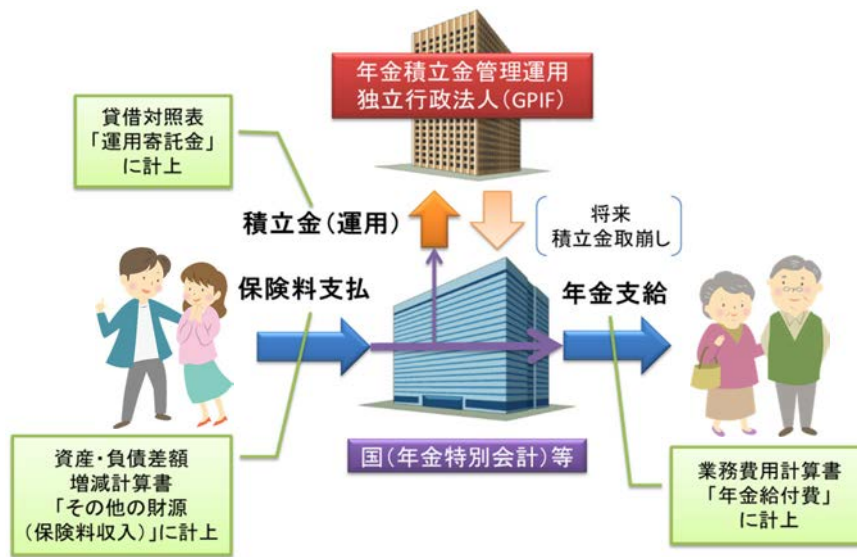 年金積立金管理運用
独立行政法人（GPIF）
貸借対照表
「運用寄託金」
に計上
積立金（運用）
将来
積立金取崩し
保険料支払
年金支給
国（年金特別会計）等
資産・負債差額
増減計算書
「その他の財源
（保険料収入）」に計上
業務費用計算書
「年金給付費」
に計上